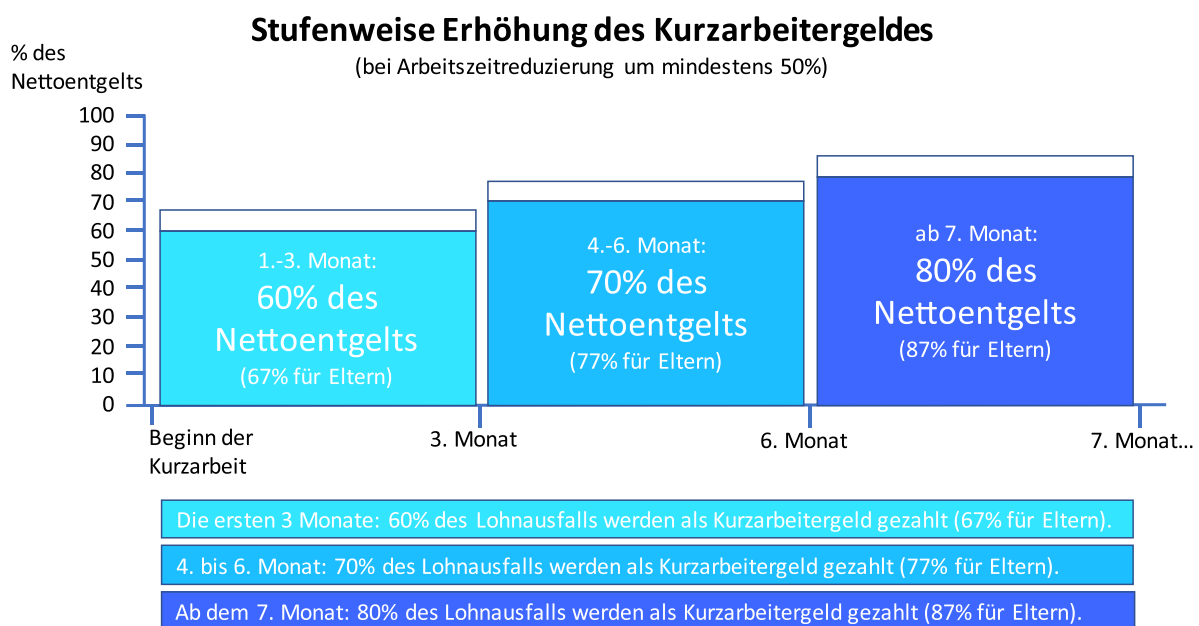 Stufenweise Erhöhung des Kurzarbeitergeldes
(bei Arbeitszeitreduzierung um mindestens 50%)
% des
Nettoentgelts
100
90
80
70
60
50
40
30
20
10
0
1.-3. Monat:
60% des
Nettoentgelts
(67% für Eltern)
4.-6. Monat:
70% des
Nettoentgelts
(77% für Eltern)
ab 7. Monat:
80% des
Nettoentgelts
(87% für Eltern)
Beginn der
Kurzarbeit
3. Monat
6. Monat
7. Monat...
Die ersten 3 Monate: 60% des Lohnausfalls werden als Kurzarbeitergeld gezahlt (67% für Eltern).
4. bis 6. Monat: 70% des Lohnausfalls werden als Kurzarbeitergeld gezahlt (77% für Eltern).
Ab dem 7. Monat: 80% des Lohnausfalls werden als Kurzarbeitergeld gezahlt (87% für Eltern).